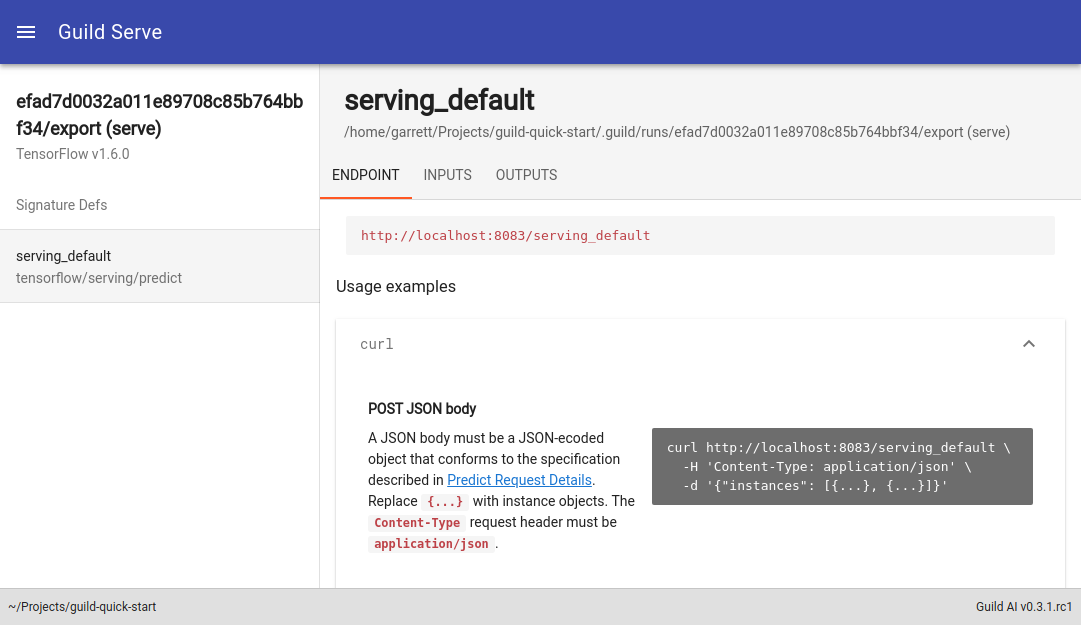 Guild Serve
efad7d0032a011e89708c85b764bb
f34/export (serve)
TensorFlow v1.6.0
Signature Defs
serving_default
tensorflow/serving/predict
serving_default
/home/garrett/Projects/guild-quick-start/.guild/runs/efad7d0032a011e89708c85b764bbf34/export (serve)
ENDPOINT INPUTS OUTPUTS
http://localhost:8083/serving_default
Usage examples
curl
POST JSON body
A JSON body must be a JSON-ecoded
object that conforms to the specification
described in Predict Request Details.
Replace {...} with instance objects. The
Content-Type request header must be
application/json .
curl http://localhost:8083/serving_default \
-H 'Content-Type: application/json' \
-d '{"instances": [{...}, {...}]}'
~/Projects/guild-quick-start
Guild AI v0.3.1.rc1